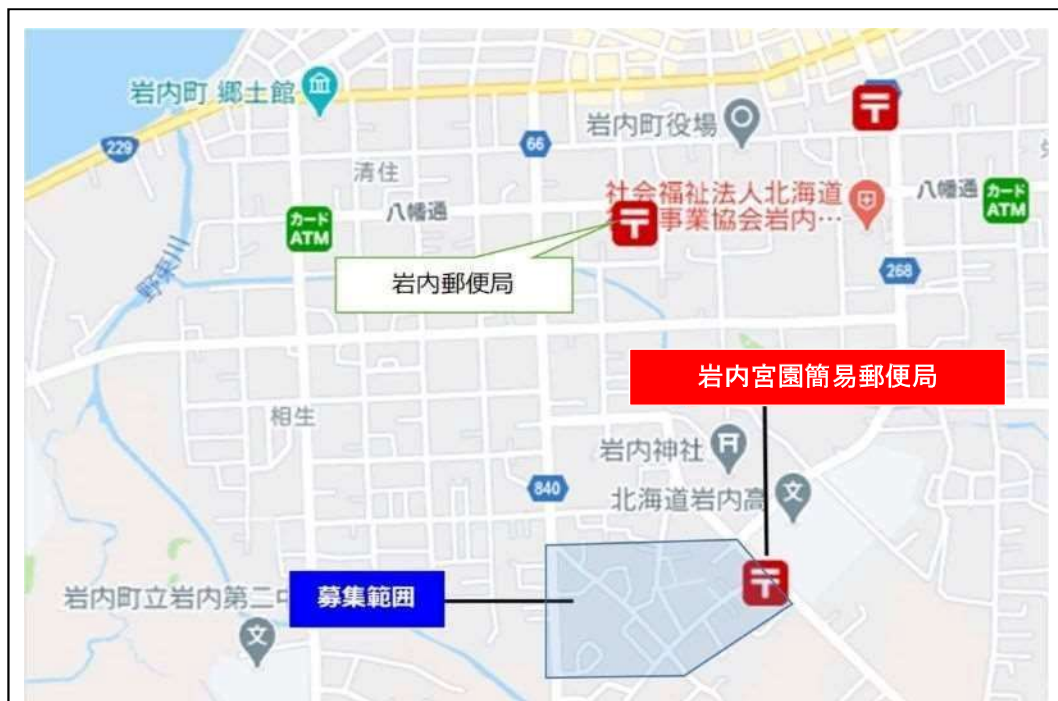 岩内町 郷土館
岩内町役場
229
66
清住
社会福祉法人北海道
事業協会岩内…
八幡通
カード
ATM
八幡通
カード
ATM
岩内郵便局
268
岩内宮園簡易郵便局
相生
岩内神社
840
北海道岩内高
募集範囲
岩内町立岩内第二中